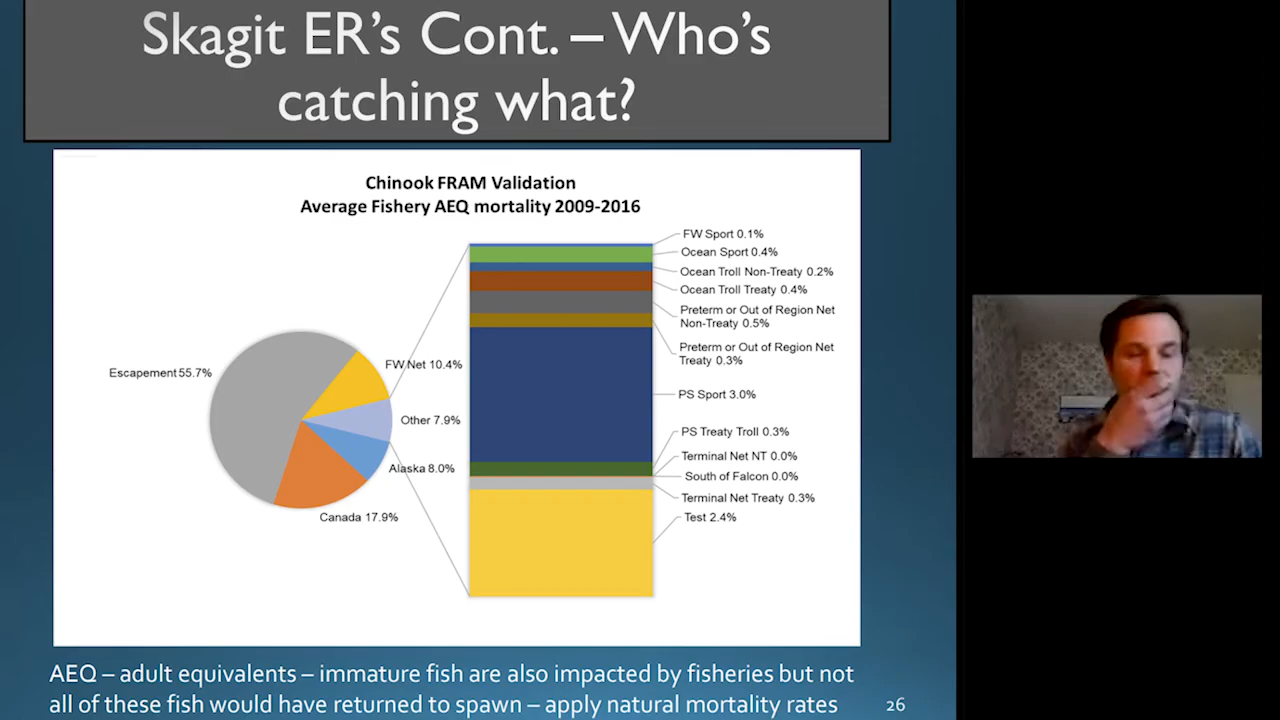 Skagit ER's Cont. – Who's
catching what?
Chinook FRAM Validation
Average Fishery AEQ mortality 2009-2016
Escapement 55.7%
FW Net 10.4%
Other 7.9%
Alaska 8.0%
Canada 17.9%
FW Sport 0.1%
Ocean Sport 0.4%
Ocean Troll Non-Treaty 0.2%
Ocean Troll Treaty 0.4%
Preterm or Out of Region Net
Non-Treaty 0.5%
Preterm or Out of Region Net
Treaty 0.3%
PS Sport 3.0%
PS Treaty Troll 0.3%
Terminal Net NT 0.0%
South of Falcon 0.0%
Terminal Net Treaty 0.3%
Test 2.4%
AEQ – adult equivalents – immature fish are also impacted by fisheries but not
all of these fish would have returned to spawn – apply natural mortality rates
26